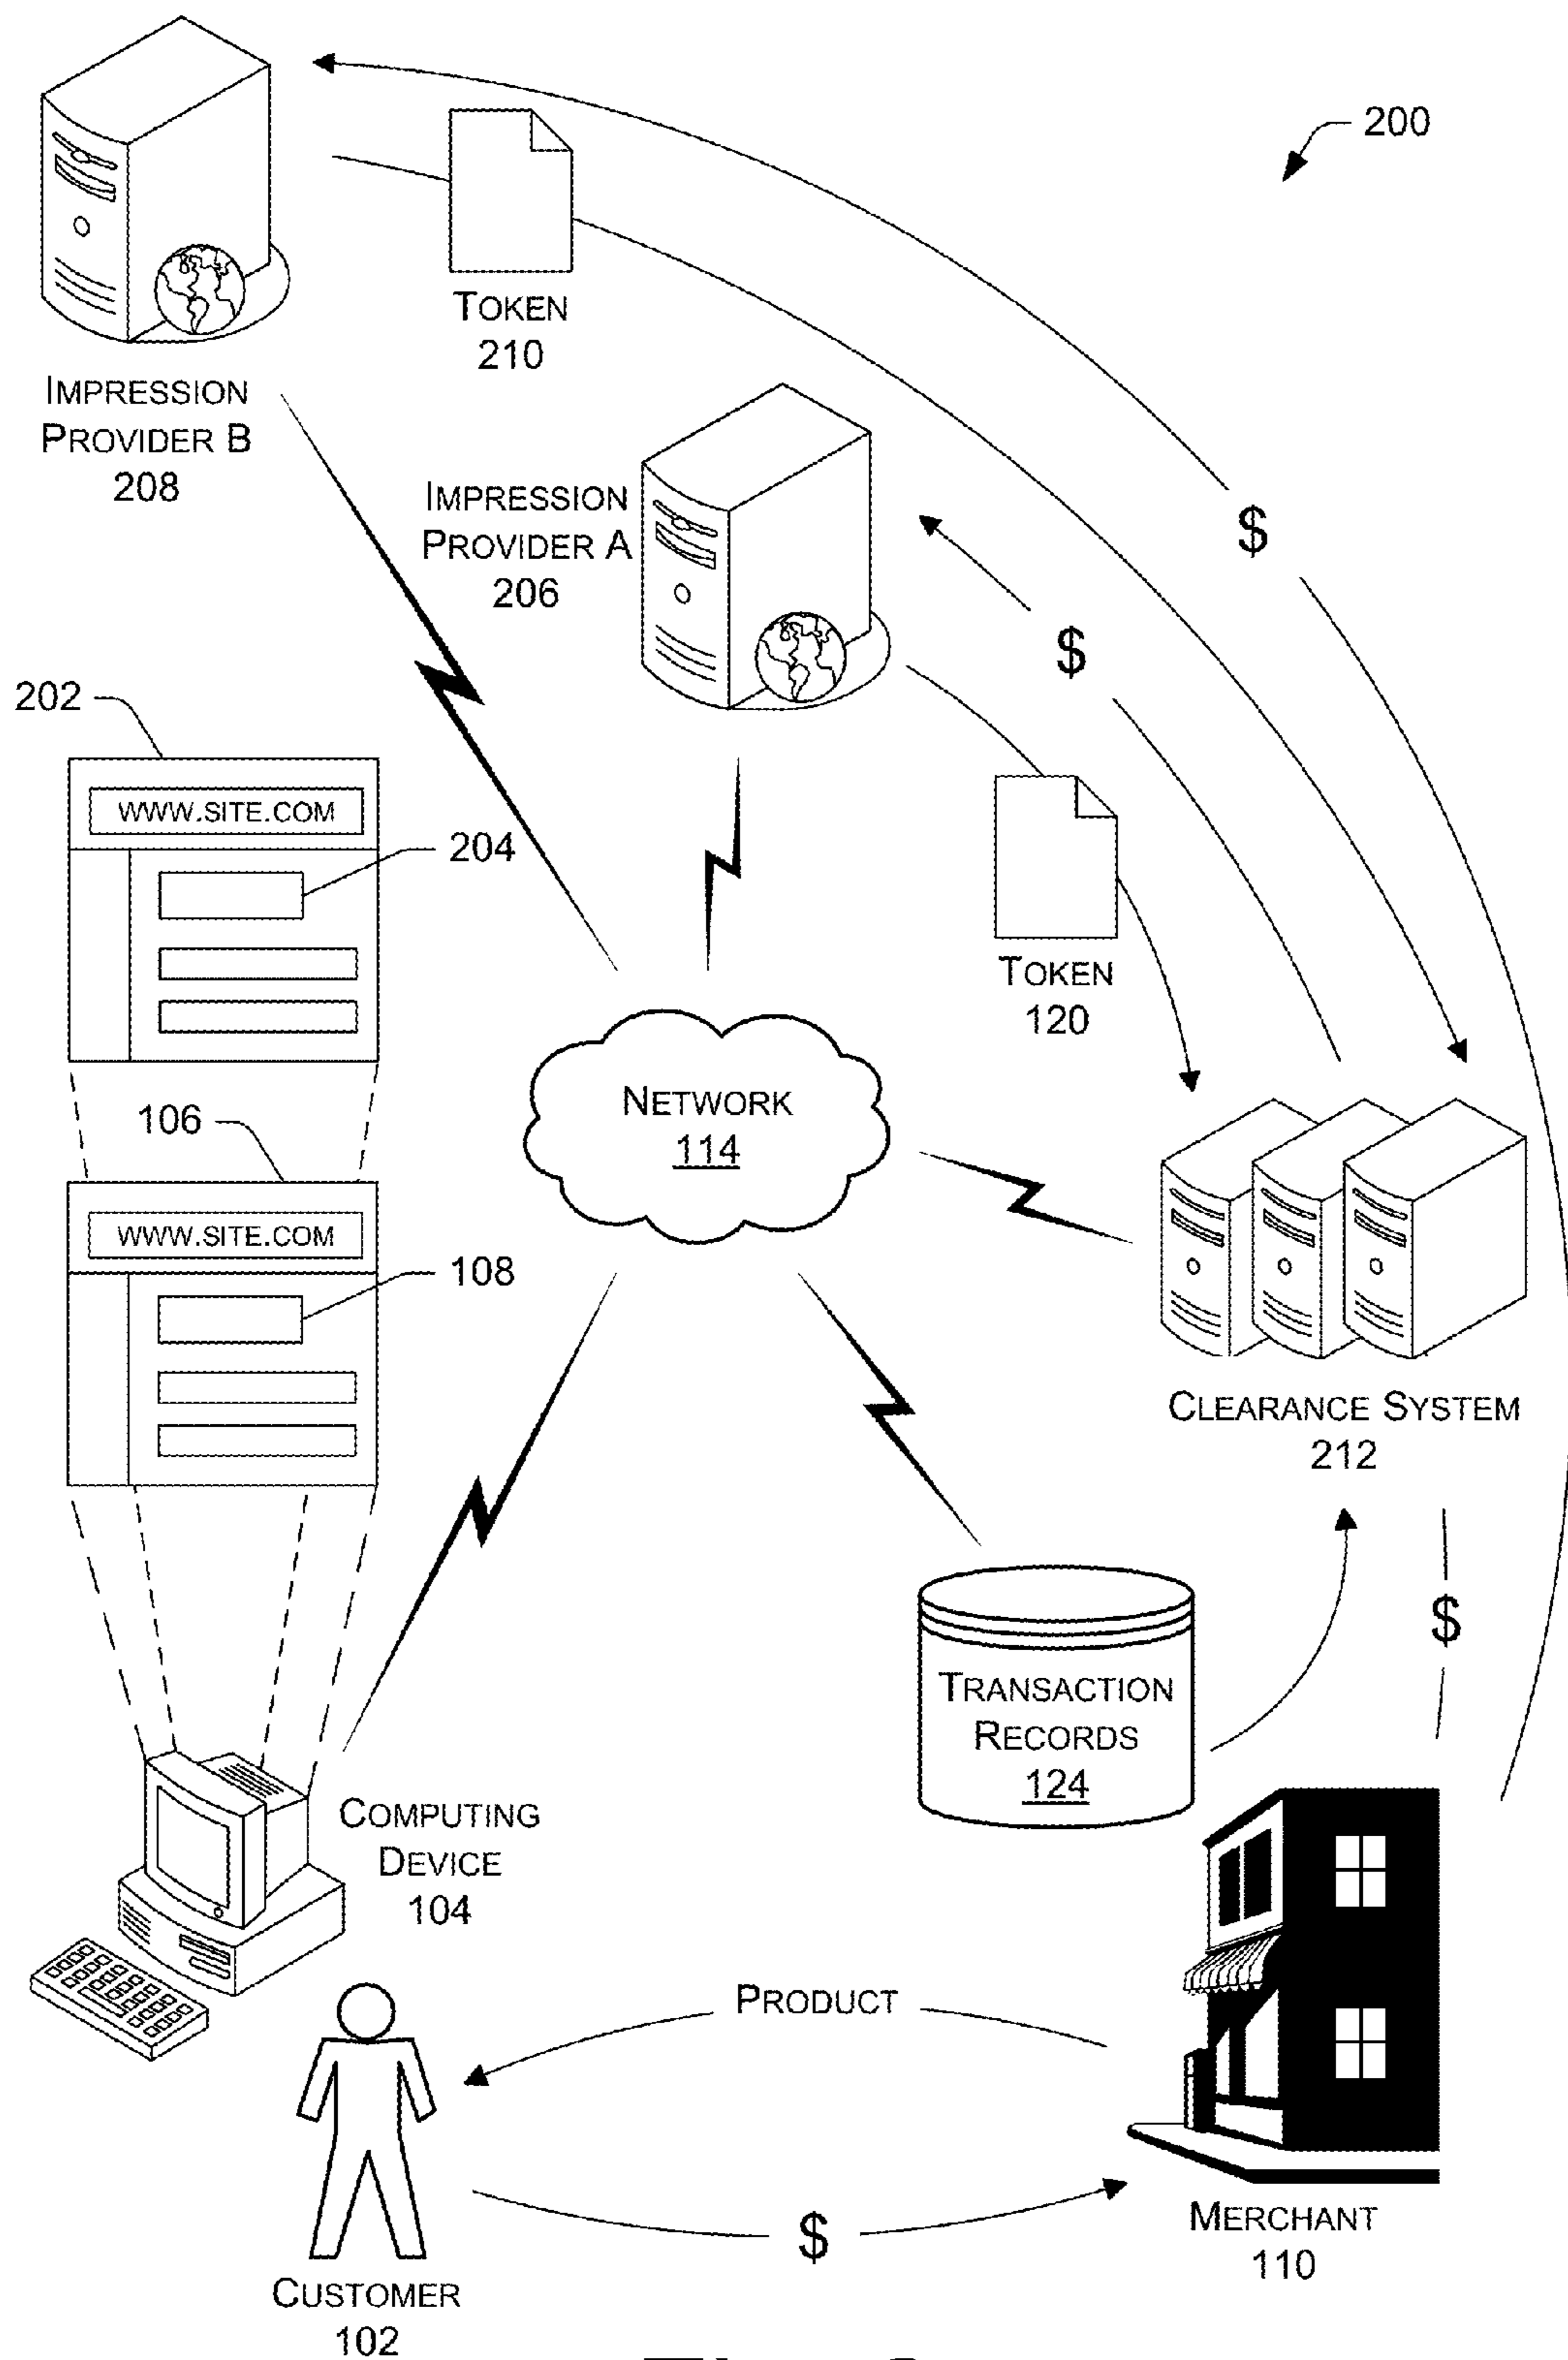 200
TOKEN
210
IMPRESSION
PROVIDER B
208
IMPRESSION
PROVIDER A
206
$
$
202
WWW.SITE.COM
204
TOKEN
120
NETWORK
114
106
WWW.SITE.COM
108
CLEARANCE SYSTEM
212
$
TRANSACTION
RECORDS
124
COMPUTING
DEVICE
104
PRODUCT
$
MERCHANT
110
CUSTOMER
102